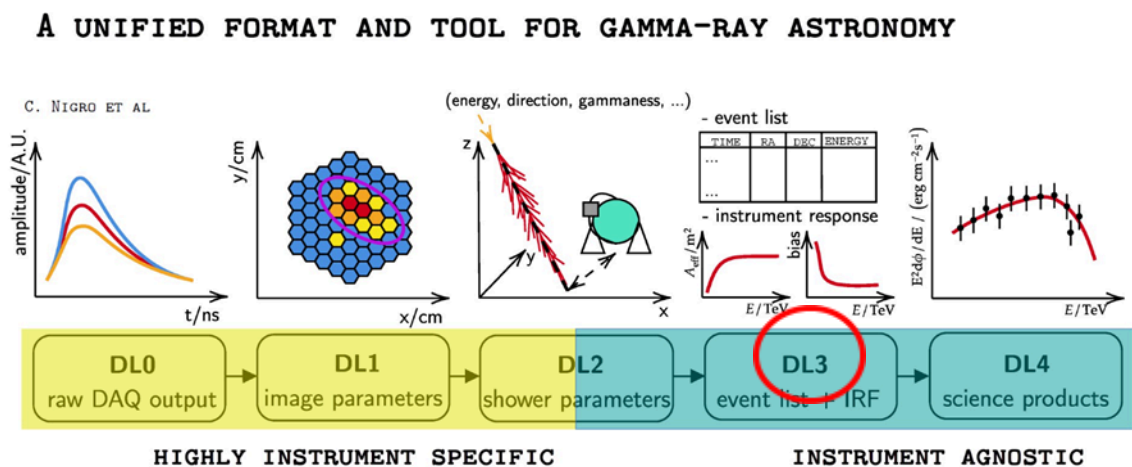 A UNIFIED FORMAT AND TOOL FOR GAMMA-RAY ASTRONOMY
C. NIGRO ET AL
amplitude/A.U.
t/ns
y/cm
x/cm
(energy, direction, gammaness, ...)
z
y
x
- event list
TIME RA DEC ENERGY
...
...
- instrument response
A_eff/m²
E/TeV
bias
E/TeV
E²dϕ/dE / (erg cm⁻²s⁻¹)
E/TeV
DL0
raw DAQ output
DL1
image parameters
DL2
shower parameters
DL3
event list + IRF
DL4
science products
HIGHLY INSTRUMENT SPECIFIC
INSTRUMENT AGNOSTIC